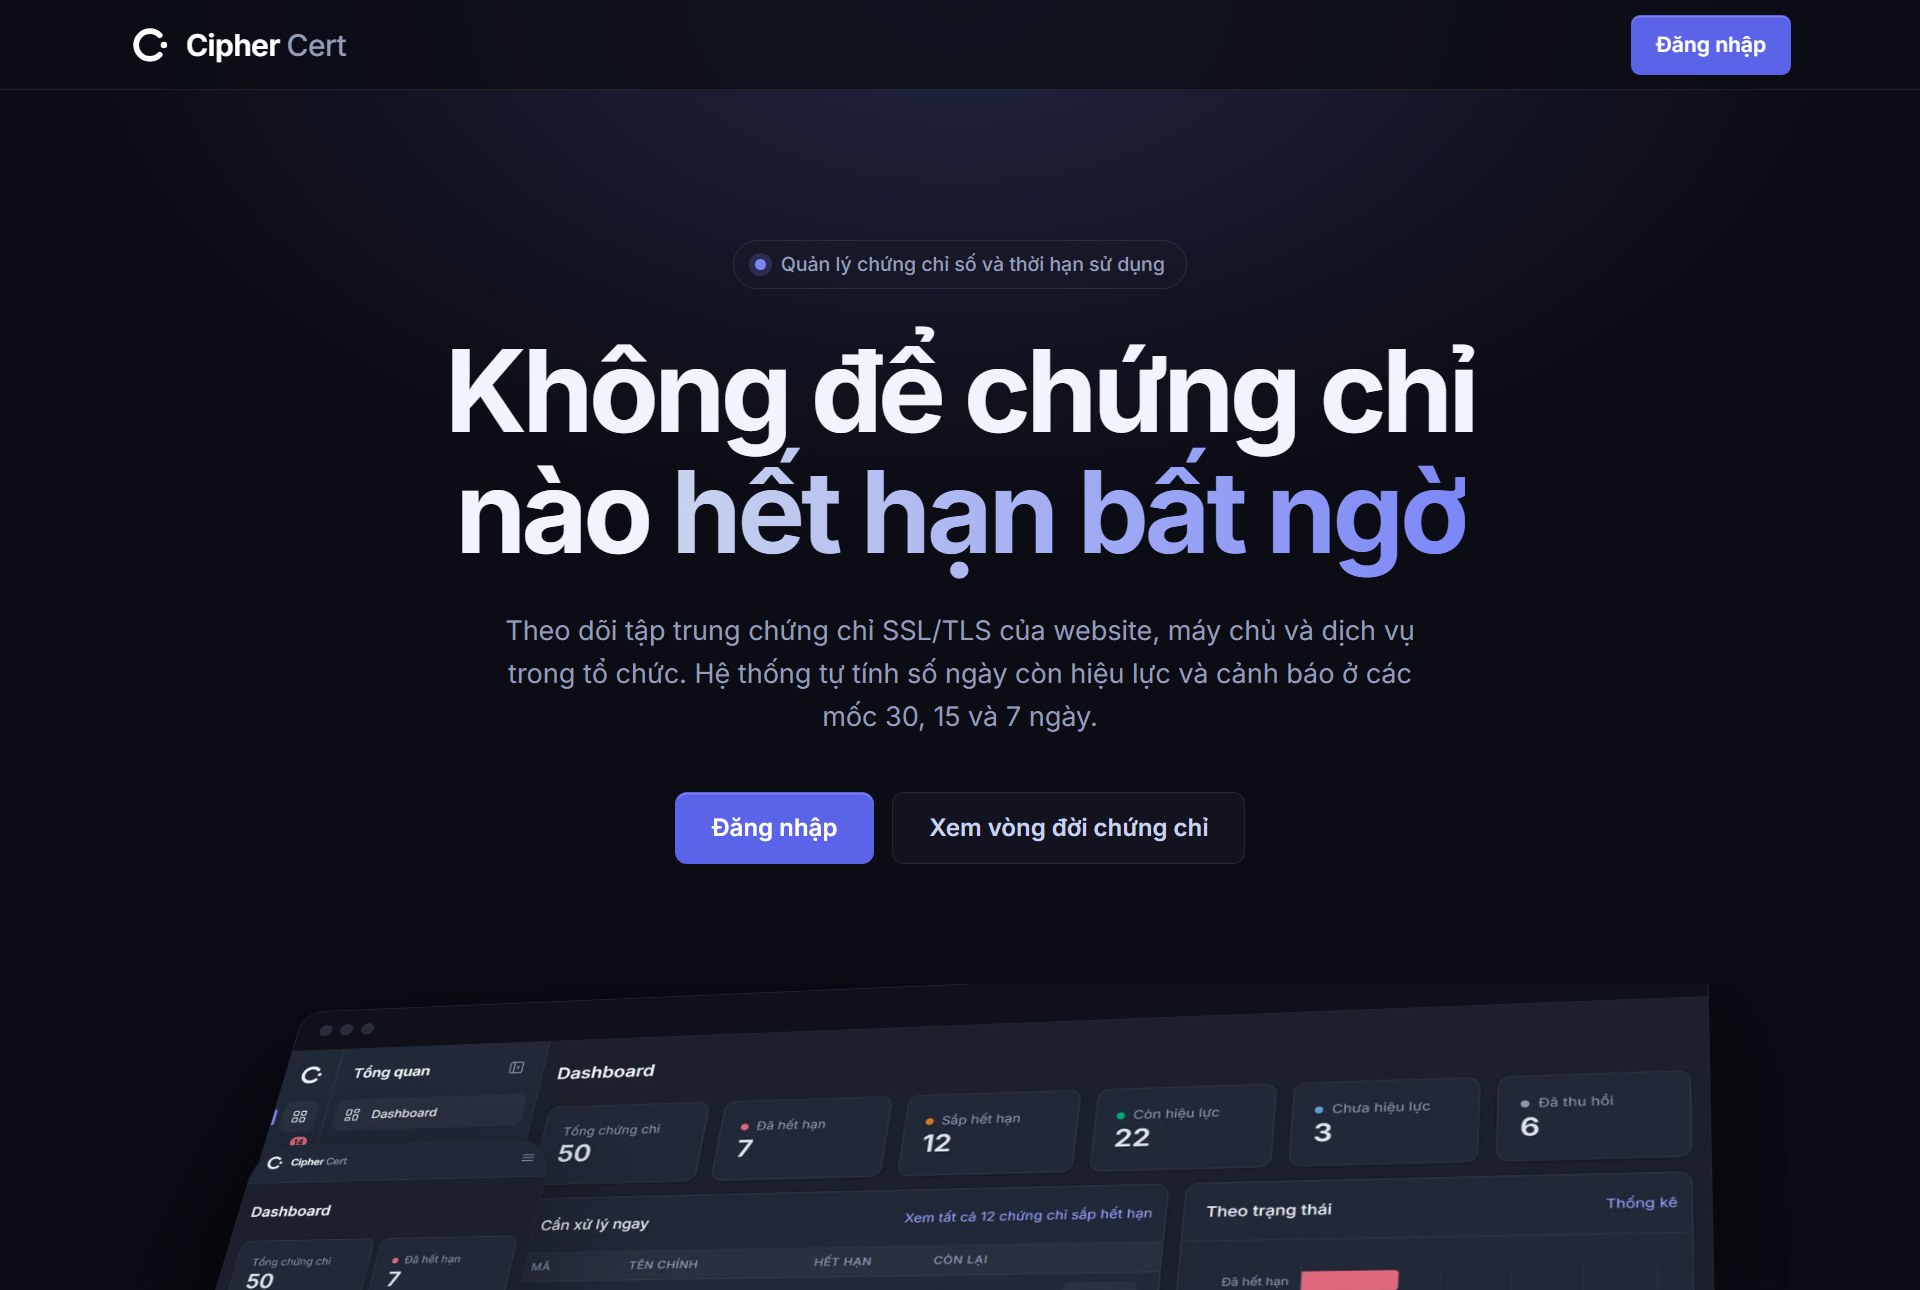 Cipher Cert
Đăng nhập
Quản lý chứng chỉ số và thời hạn sử dụng
Không để chứng chỉ
nào hết hạn bất ngờ
Theo dõi tập trung chứng chỉ SSL/TLS của website, máy chủ và dịch vụ
trong tổ chức. Hệ thống tự tính số ngày còn hiệu lực và cảnh báo ở các
mốc 30, 15 và 7 ngày.
Đăng nhập
Xem vòng đời chứng chỉ
Tổng quan
Dashboard
Dashboard
Tổng chứng chỉ
50
Đã hết hạn
7
Sắp hết hạn
12
Còn hiệu lực
22
Chưa hiệu lực
3
Đã thu hồi
6
14
Cipher Cert
Dashboard
Tổng chứng chỉ
50
Đã hết hạn
7
Cần xử lý ngay
Xem tất cả 12 chứng chỉ sắp hết hạn
MÃ
TÊN CHÍNH
HẾT HẠN
CÒN LẠI
Theo trạng thái
Thống kê
Đã hết hạn